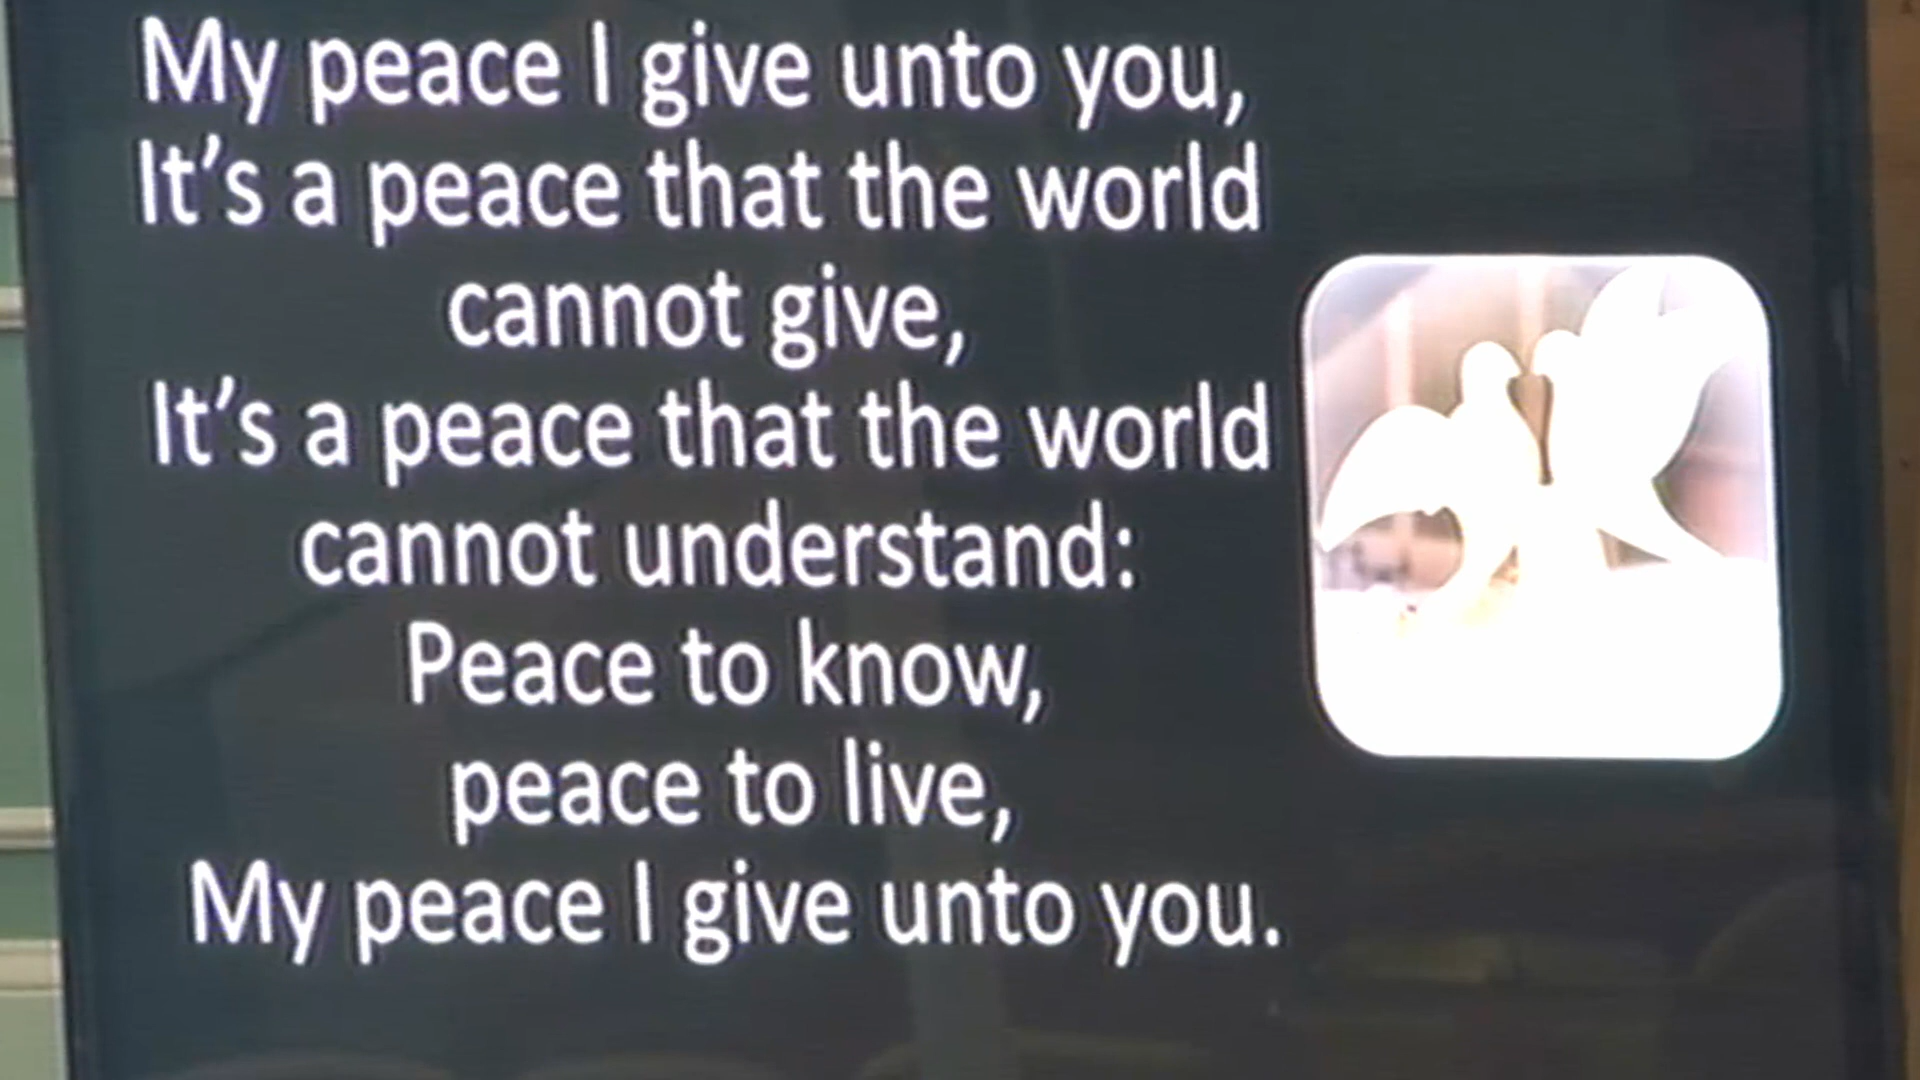 My peace I give unto you,
It's a peace that the world
cannot give,
It's a peace that the world
cannot understand:
Peace to know,
peace to live,
My peace I give unto you.